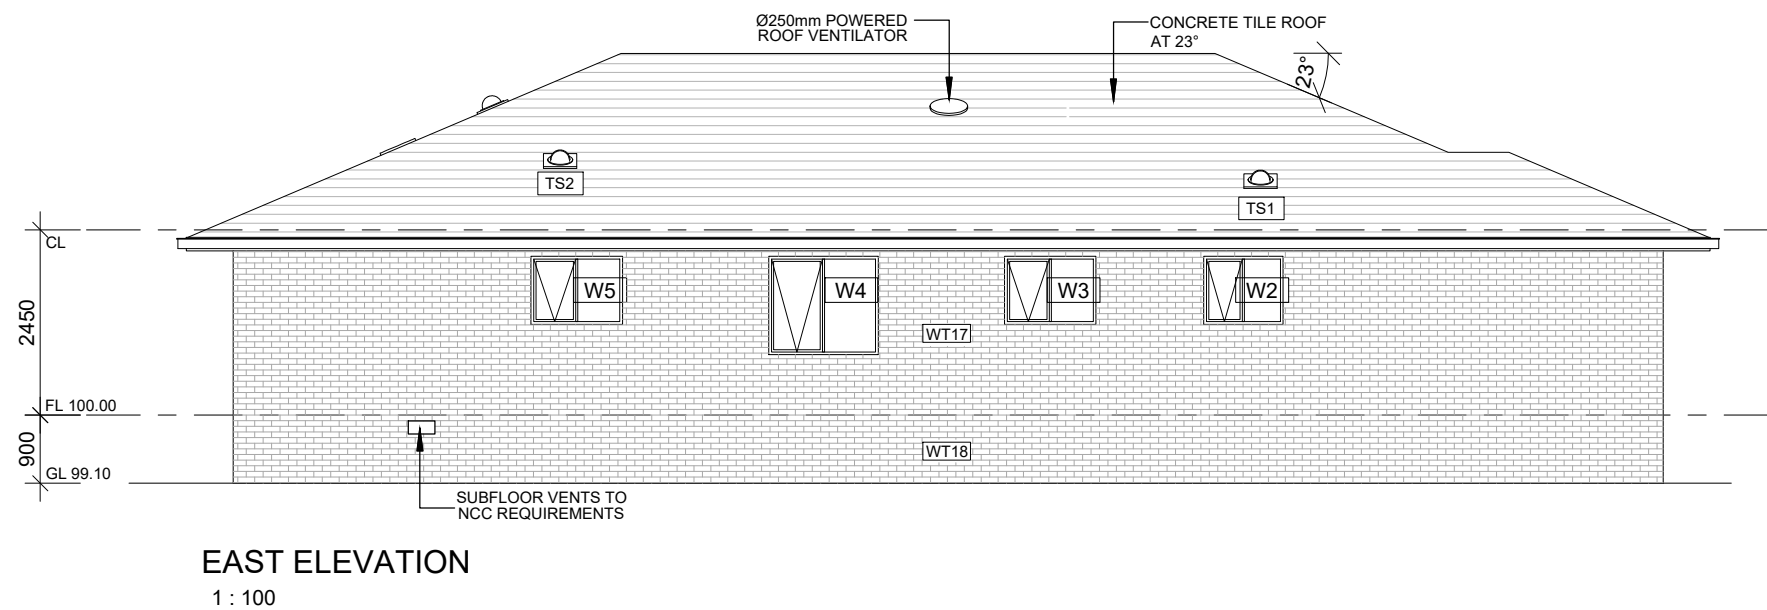 Ø250mm POWERED
ROOF VENTILATOR
CONCRETE TILE ROOF
AT 23°
23°
TS2
TS1
CL
W5
W4
W3
W2
2450
WT17
FL 100.00
900
WT18
GL 99.10
SUBFLOOR VENTS TO
NCC REQUIREMENTS
EAST ELEVATION
1 : 100